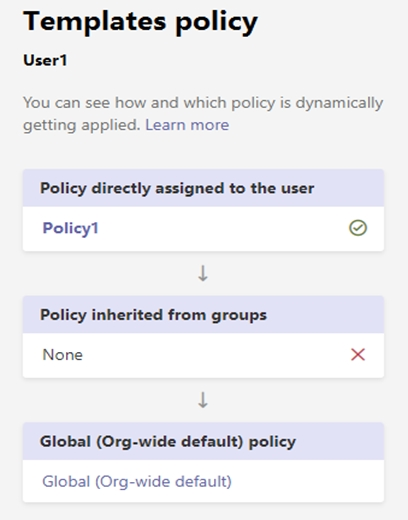 Templates policy
User1
You can see how and which policy is dynamically
getting applied. Learn more
Policy directly assigned to the user
Policy1
Policy inherited from groups
None
Global (Org-wide default) policy
Global (Org-wide default)